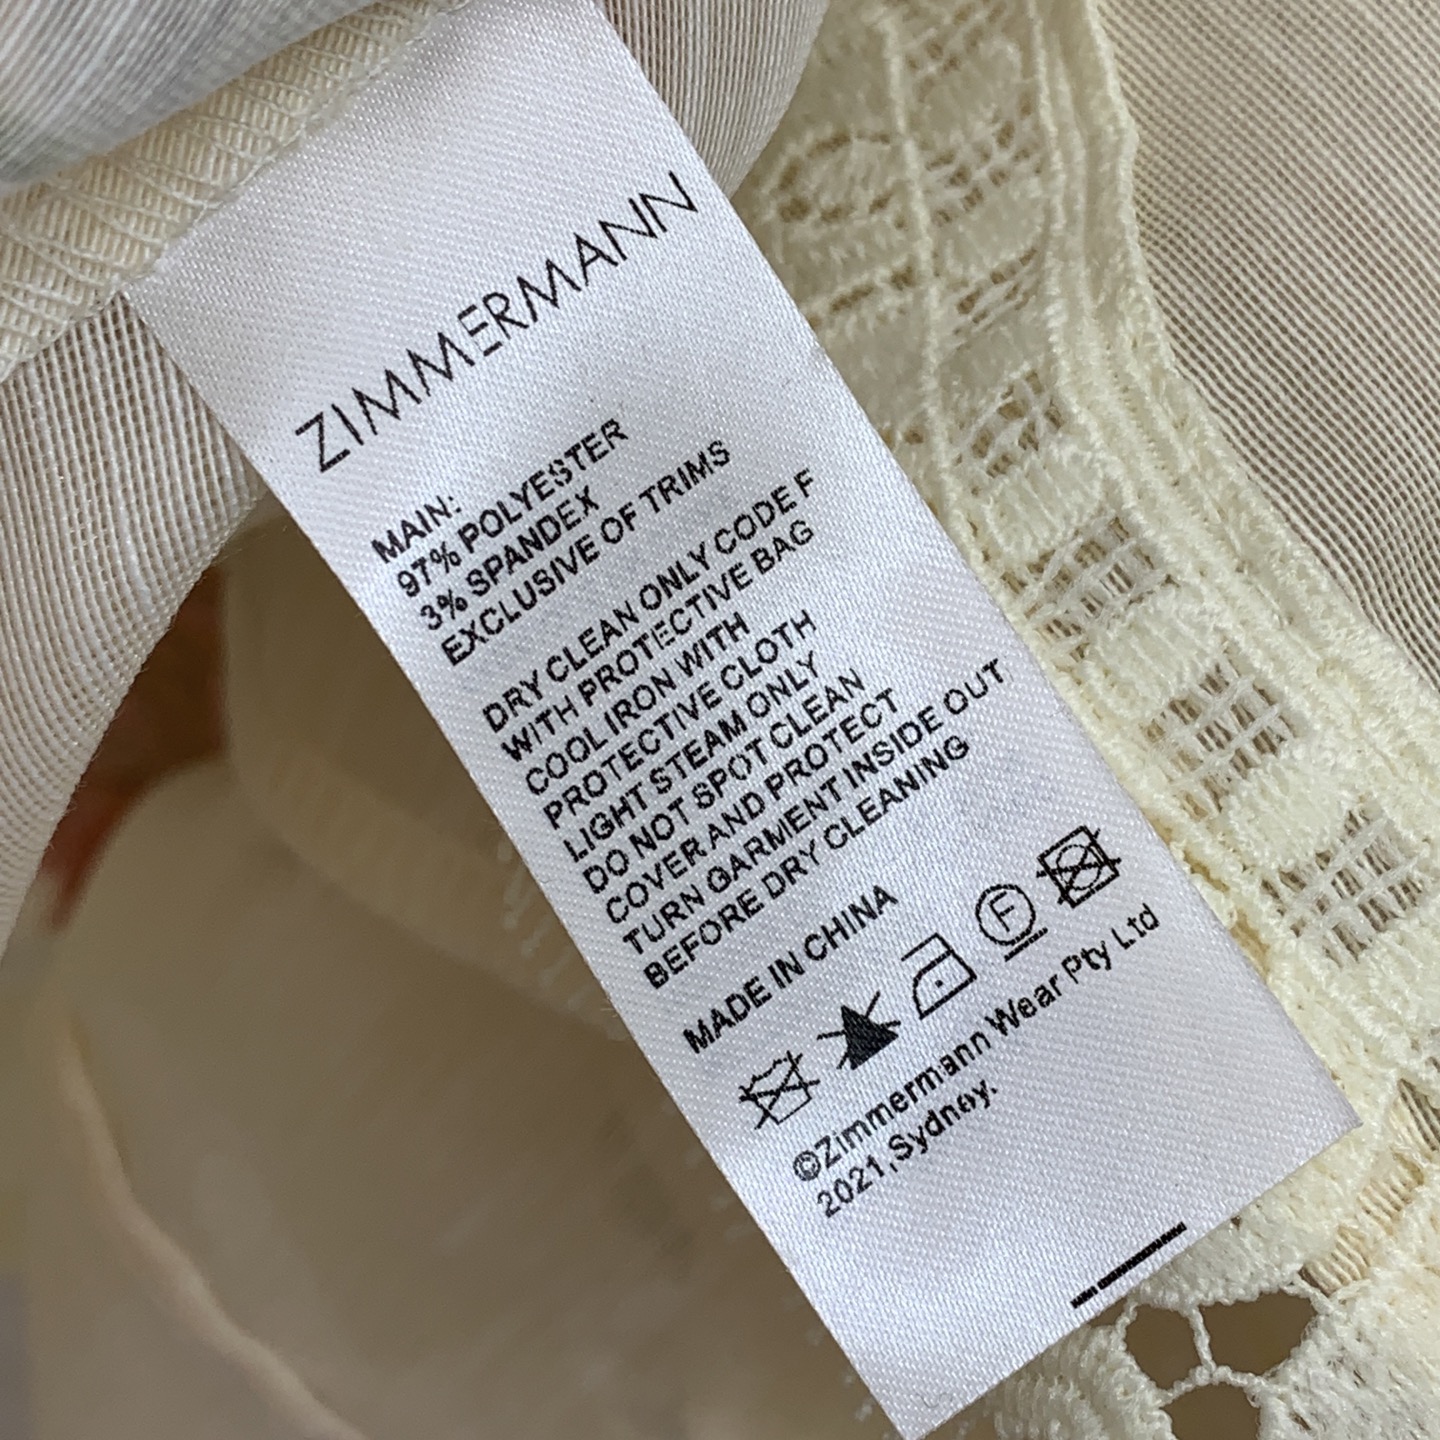 ZIMMERMANN
MAIN:
97% POLYESTER
3% SPANDEX
EXCLUSIVE OF TRIMS
DRY CLEAN ONLY CODE F
WITH PROTECTIVE BAG
COOL IRON WITH
PROTECTIVE CLOTH
LIGHT STEAM ONLY
DO NOT SPOT CLEAN
COVER AND PROTECT
TURN GARMENT INSIDE OUT
BEFORE DRY CLEANING
MADE IN CHINA
F
©Zimmermann Wear Pty Ltd
2021,Sydney.